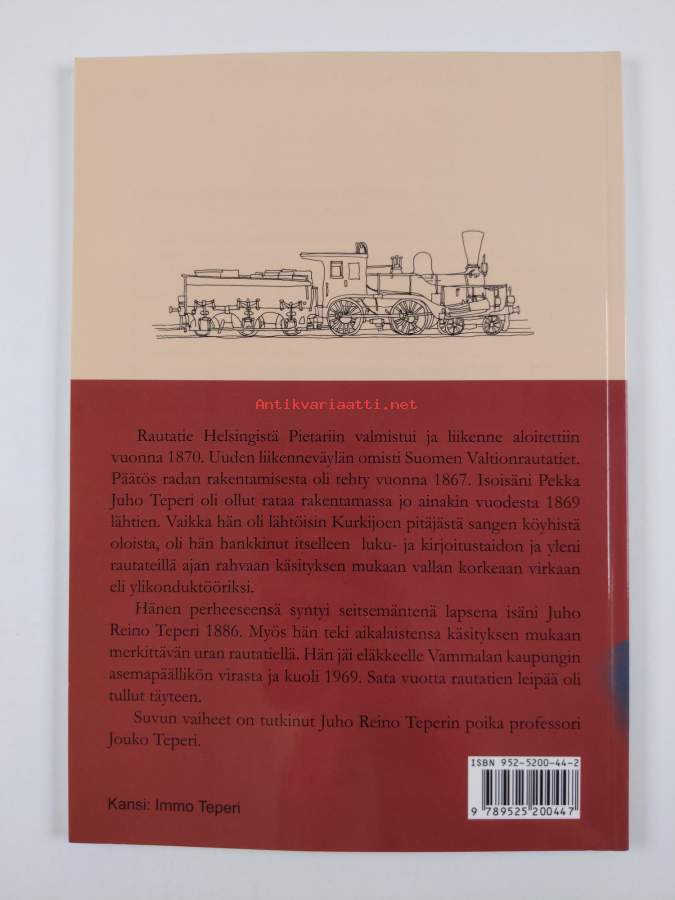 Antikvariaatti.net
Rautatie Helsingistä Pietariin valmistui ja liikenne aloitettiin
vuonna 1870. Uuden liikenneväylän omisti Suomen Valtionrautatiet.
Päätös radan rakentamisesta oli tehty vuonna 1867. Isoisäni Pekka
Juho Teperi oli ollut rataa rakentamassa jo ainakin vuodesta 1869
lähtien. Vaikka hän oli lähtöisin Kurkijoen pitäjästä sangen köyhistä
oloista, oli hän hankkinut itselleen luku- ja kirjoitustaidon ja yleni
rautateillä ajan rahvaan käsityksen mukaan vallan korkeaan virkaan
eli ylikonduktööriksi.
Hänen perheeseensä syntyi seitsemäntenä lapsena isäni Juho
Reino Teperi 1886. Myös hän teki aikalaistensa käsityksen mukaan
merkittävän uran rautatiellä. Hän jäi eläkkeelle Vammalan kaupungin
asemapäällikön virasta ja kuoli 1969. Sata vuotta rautatien leipää oli
tullut täyteen.
Suvun vaiheet on tutkinut Juho Reino Teperin poika professori
Jouko Teperi.
ISBN 952-5200-44-2
9 789525 200447
Kansi: Immo Teperi